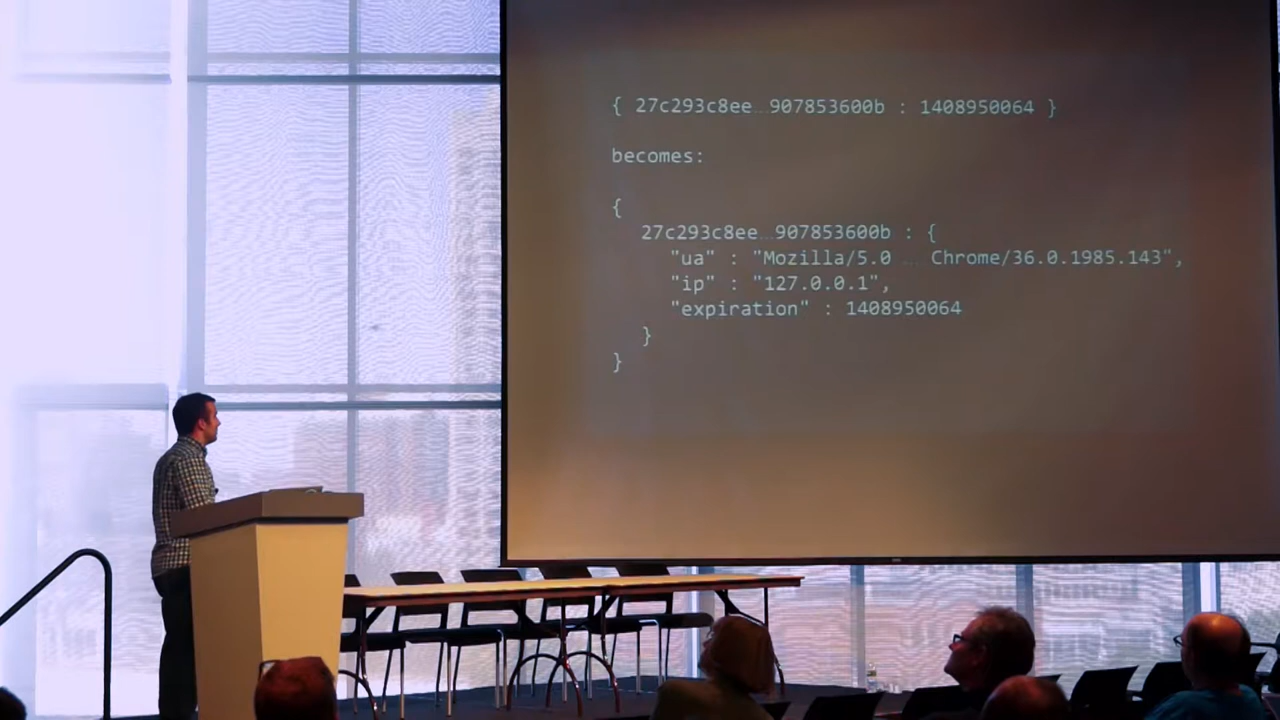 { 27c293c8ee...907853600b : 1408950064 }
becomes:
{
27c293c8ee...907853600b : {
"ua" : "Mozilla/5.0 ... Chrome/36.0.1985.143",
"ip" : "127.0.0.1",
"expiration" : 1408950064
}
}